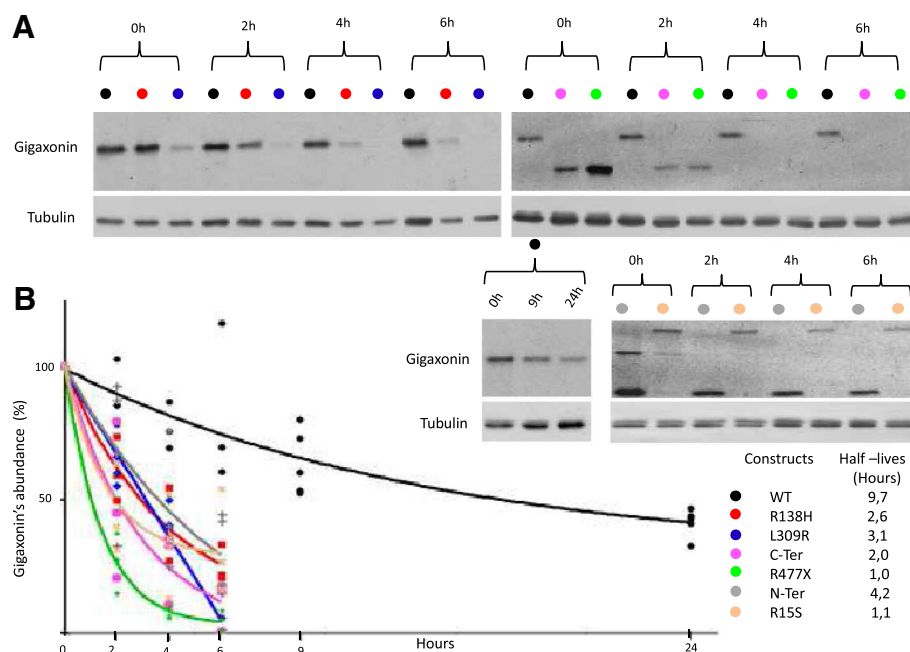 A
0h 2h 4h 6h 0h 2h 4h 6h
Gigaxonin
Tubulin
B
0h 9h 24h
0h 2h 4h 6h
Gigaxonin
Tubulin
Gigaxonin's abundance (%)
100
50
0 2 4 6 9 24
Hours
Constructs Half –lives
(Hours)
WT 9,7
R138H 2,6
L309R 3,1
C-Ter 2,0
R477X 1,0
N-Ter 4,2
R15S 1,1